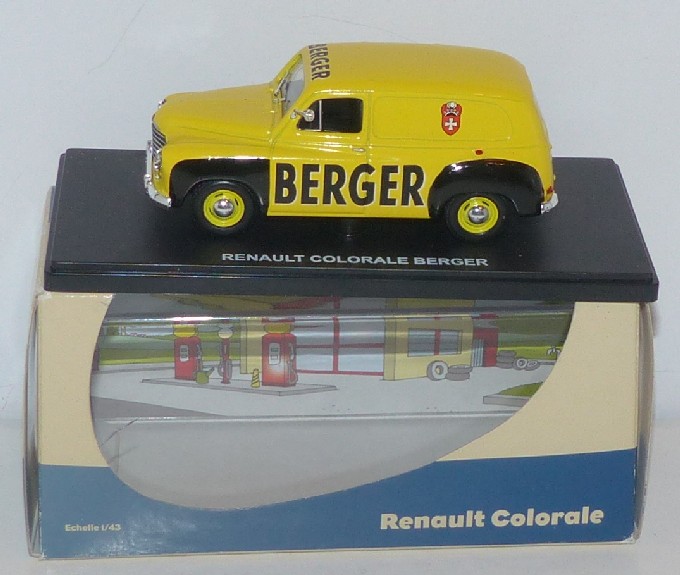 BERGER
BERGER
RENAULT COLORALE BERGER
Echelle 1/43
Renault Colorale